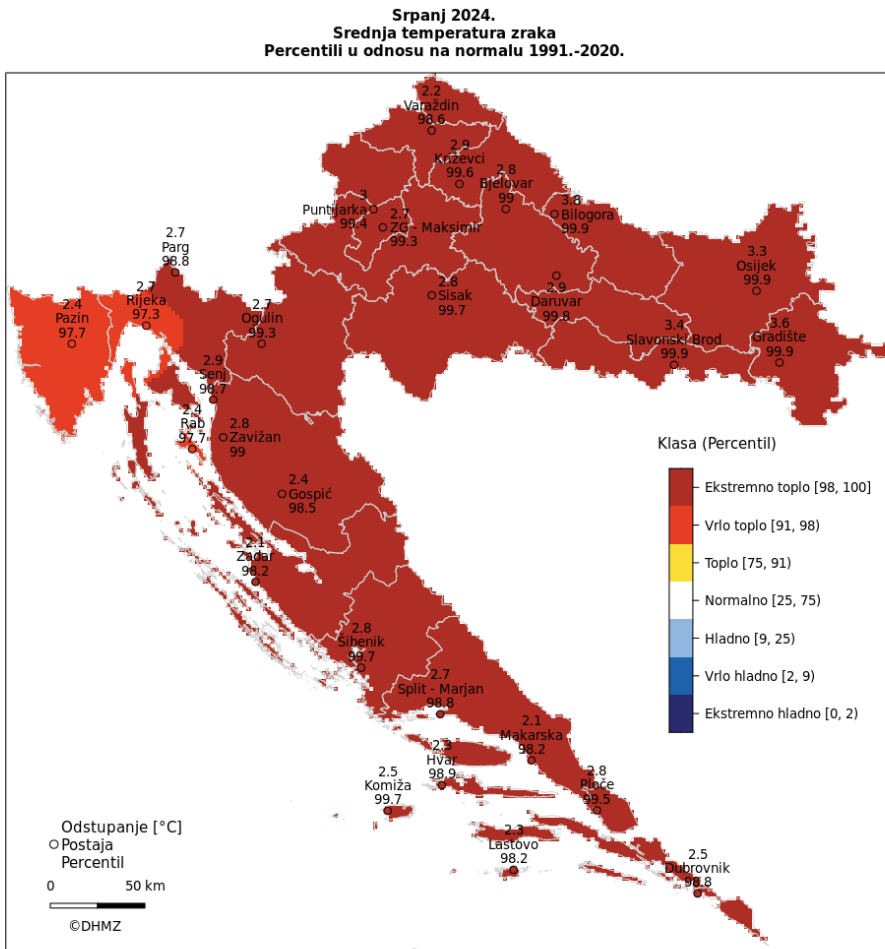 Srpanj 2024.
Srednja temperatura zraka
Percentili u odnosu na normalu 1991.-2020.
2.2
Varaždin
98.6
2.9
Križevci
99.6
2.8
Bjelovar
99
3
Puntijarka
99.4
2.7
ZG - Maksimir
99.3
3.8
Bilogora
99.9
2.7
Parg
98.8
3.3
Osijek
99.9
2.4
Pazin
97.7
2.7
Rijeka
97.3
2.7
Ogulin
99.3
2.8
Sisak
99.7
2.9
Daruvar
99.8
3.4
Slavonski Brod
99.9
3.6
Gradište
99.9
2.9
Senj
98.7
2.4
Rab
97.7
2.8
Zavižan
99
2.4
Gospić
98.5
2.1
Zadar
98.2
2.8
Šibenik
99.7
2.7
Split - Marjan
98.8
2.1
Makarska
98.2
2.3
Hvar
98.9
2.5
Komiža
99.7
2.8
Ploče
99.5
2.3
Lastovo
98.2
2.5
Dubrovnik
98.8
Klasa (Percentil)
Ekstremno toplo [98, 100]
Vrlo toplo [91, 98)
Toplo [75, 91)
Normalno [25, 75)
Hladno [9, 25)
Vrlo hladno [2, 9)
Ekstremno hladno [0, 2)
Odstupanje [°C]
Postaja
Percentil
0 50 km
©DHMZ